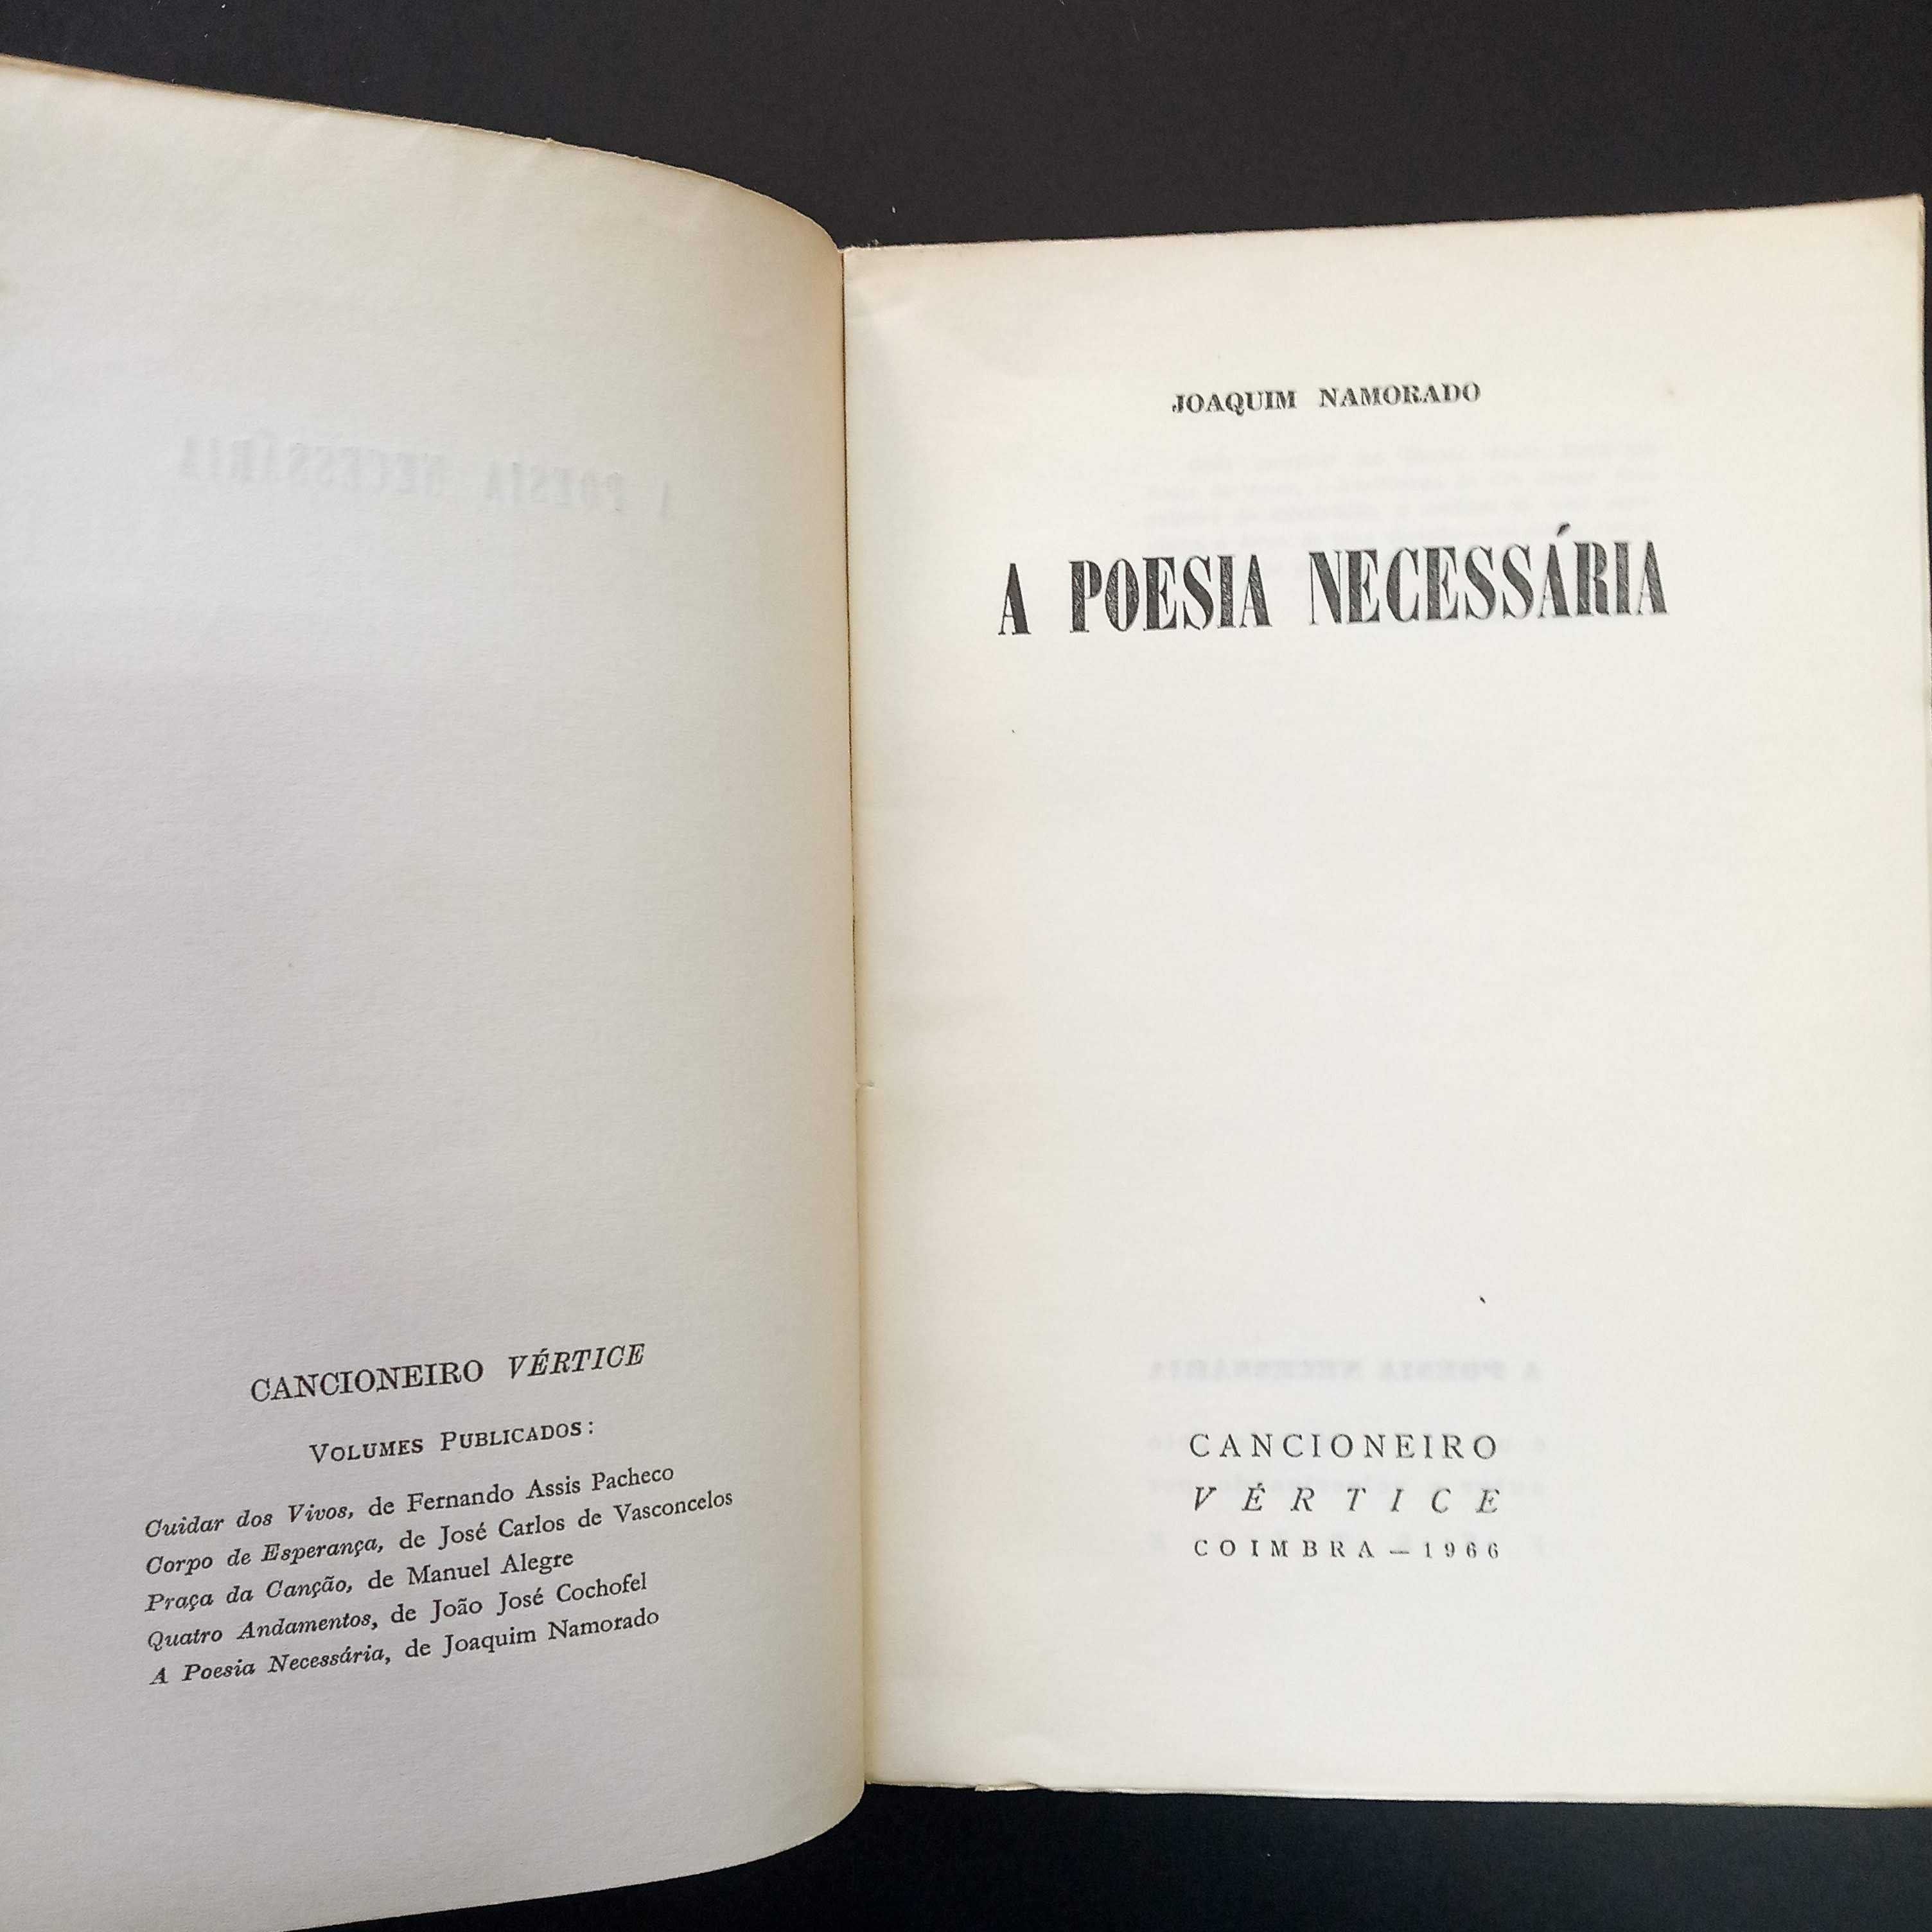 CANCIONEIRO VÉRTICE
VOLUMES PUBLICADOS:
Cuidar dos Vivos, de Fernando Assis Pacheco
Corpo de Esperança, de José Carlos de Vasconcelos
Praça da Canção, de Manuel Alegre
Quatro Andamentos, de João José Cochofel
A Poesia Necessária, de Joaquim Namorado
JOAQUIM NAMORADO
A POESIA NECESSÁRIA
CANCIONEIRO
VÉRTICE
COIMBRA — 1966